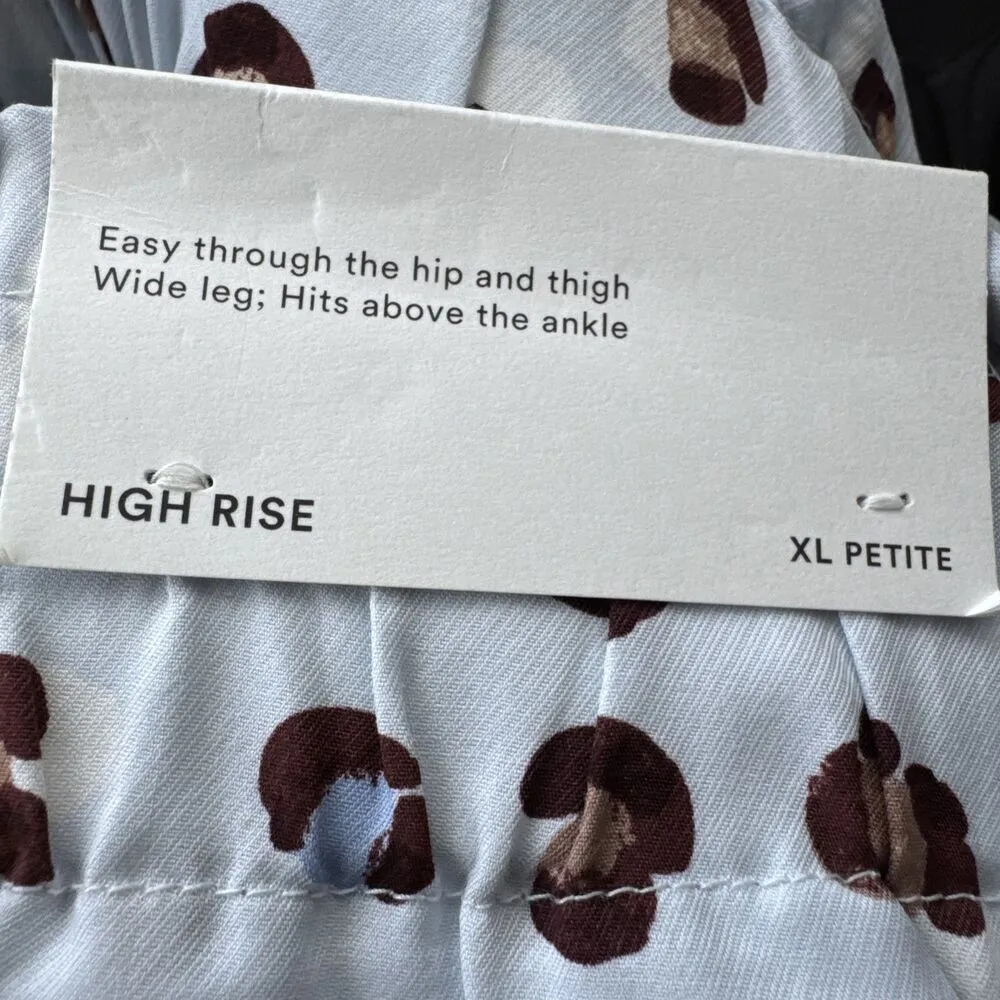 Easy through the hip and thigh
Wide leg; Hits above the ankle
HIGH RISE
XL PETITE